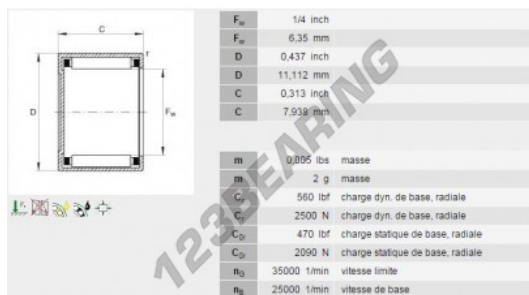 C
r
D
Fw
Fw 1/4 inch
Fw 6,35 mm
D 0,437 inch
D 11,112 mm
C 0,313 inch
C 7,938 mm
m 0,005 lbs masse
m 2 g masse
Cr 560 lbf charge dyn. de base, radiale
Cr 2500 N charge dyn. de base, radiale
C0r 470 lbf charge statique de base, radiale
C0r 2090 N charge statique de base, radiale
nG 35000 1/min vitesse limite
nB 25000 1/min vitesse de base
Fr
123BEARING